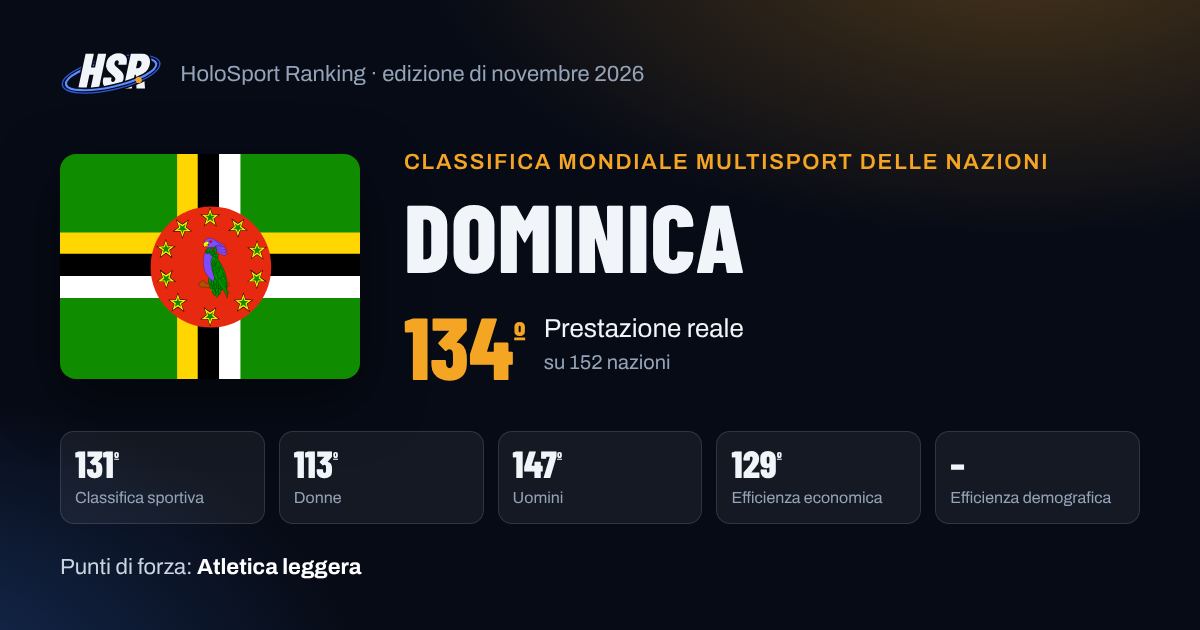 HSR
HoloSport Ranking · edizione di novembre 2026
CLASSIFICA MONDIALE MULTISPORT DELLE NAZIONI
DOMINICA
134º
Prestazione reale
su 152 nazioni
131º
Classifica sportiva
113º
Donne
147º
Uomini
129º
Efficienza economica
–
Efficienza demografica
Punti di forza: Atletica leggera